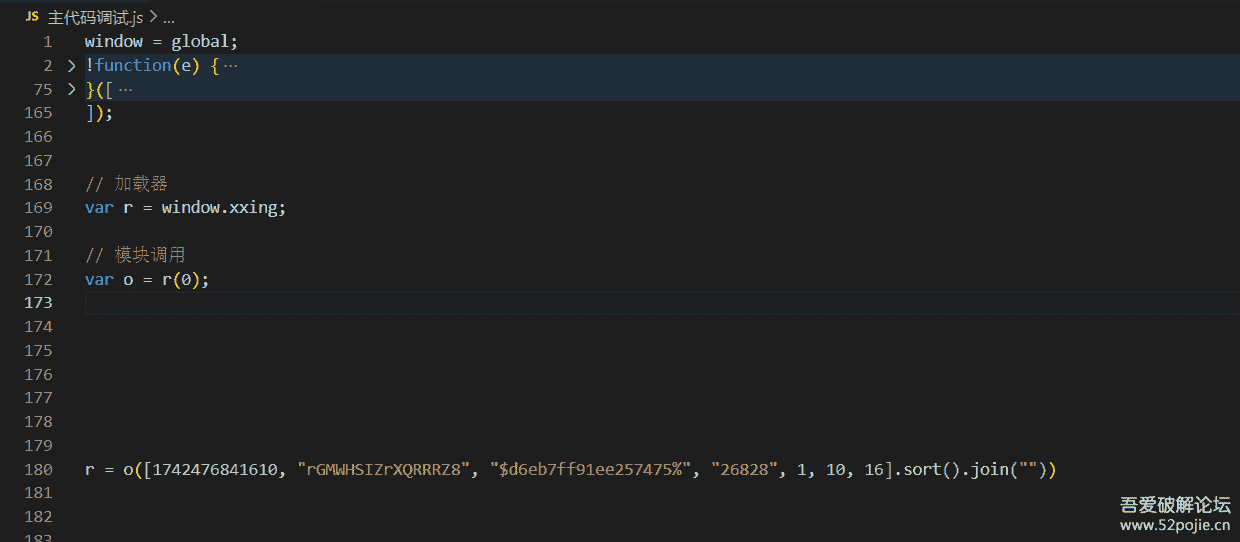 JS 主代码调试.js > ...
1 window = global;
2 > !function(e) { ...
75 > }([ ...
165 ]);
166
167
168 // 加载器
169 var r = window.xxing;
170
171 // 模块调用
172 var o = r(0);
173
174
175
176
177
178
179
180 r = o([1742476841610, "rGMWHSIZrXQRRRZ8", "$d6eb7ff91ee257475%", "26828", 1, 10, 16].sort().join(""))
181
182
183
吾爱破解论坛
www.52pojie.cn